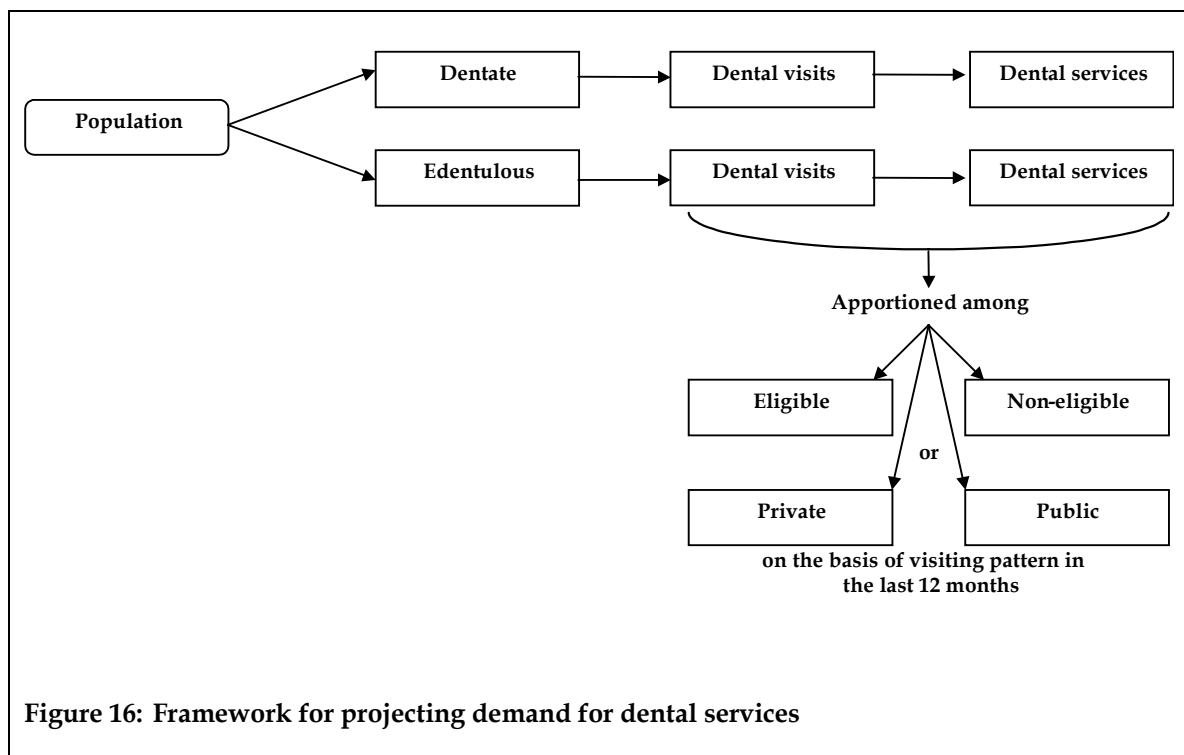 Dentate
Dental visits
Dental services
Population
Edentulous
Dental visits
Dental services
Apportioned among
Eligible
Non-eligible
or
Private
Public
on the basis of visiting pattern in
the last 12 months
Figure 16: Framework for projecting demand for dental services